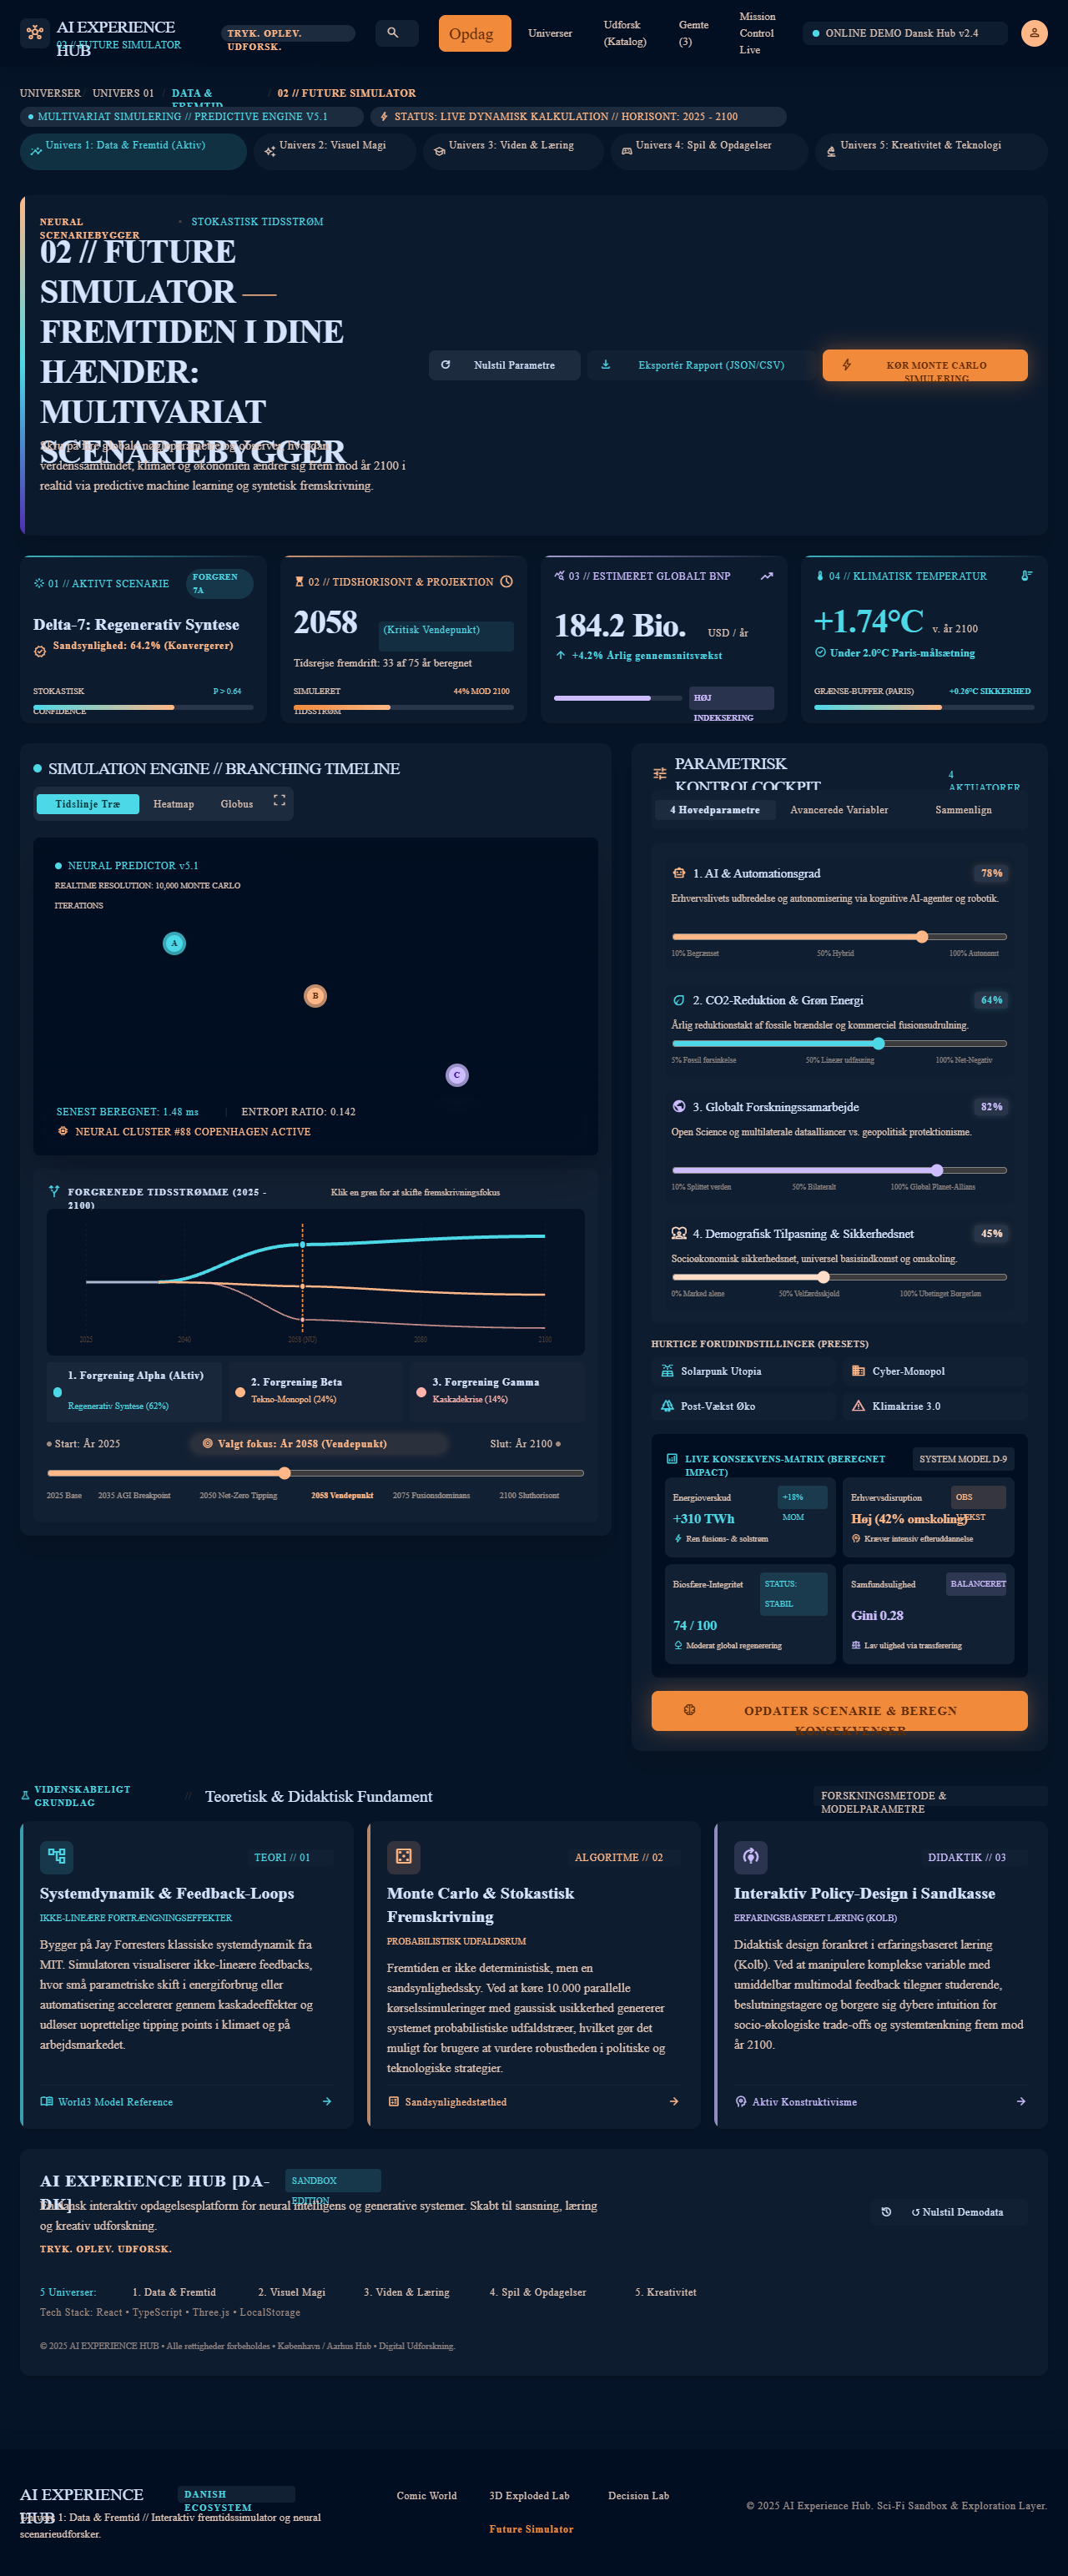 AI EXPERIENCE
HUB
02 // FUTURE SIMULATOR
TRYK. OPLEV.
UDFORSK.
Opdag
Universer
Udforsk
(Katalog)
Gemte
(3)
Mission
Control
Live
ONLINE DEMO Dansk Hub v2.4
UNIVERSER / UNIVERS 01 / DATA &
FREMTID / 02 // FUTURE SIMULATOR
MULTIVARIAT SIMULERING // PREDICTIVE ENGINE V5.1
STATUS: LIVE DYNAMISK KALKULATION // HORISONT: 2025 - 2100
Univers 1: Data & Fremtid (Aktiv)
Univers 2: Visuel Magi
Univers 3: Viden & Læring
Univers 4: Spil & Opdagelser
Univers 5: Kreativitet & Teknologi
NEURAL
SCENARIEBYGGER
• STOKASTISK TIDSSTRØM
02 // FUTURE
SIMULATOR —
FREMTIDEN I DINE
HÆNDER:
MULTIVARIAT
SCENARIEBYGGER
verdenssamfundet, klimaet og økonomien ændrer sig frem mod år 2100 i
realtid via predictive machine learning og syntetisk fremskrivning.
Nulstil Parametre
Eksportér Rapport (JSON/CSV)
KØR MONTE CARLO
SIMULERING
01 // AKTIVT SCENARIE
FORGREN
7A
Delta-7: Regenerativ Syntese
Sandsynlighed: 64.2% (Konvergerer)
STOKASTISK
CONFIDENCE
P > 0.64
02 // TIDSHORISONT & PROJEKTION
2058
(Kritisk Vendepunkt)
Tidsrejse fremdrift: 33 af 75 år beregnet
SIMULERET
TIDSSTRØM
44% MOD 2100
03 // ESTIMERET GLOBALT BNP
184.2 Bio.
USD / år
+4.2% Årlig gennemsnitsvækst
HØJ
INDEKSERING
04 // KLIMATISK TEMPERATUR
+1.74°C
v. år 2100
Under 2.0°C Paris-målsætning
GRÆNSE-BUFFER (PARIS)
+0.26°C SIKKERHED
SIMULATION ENGINE // BRANCHING TIMELINE
Tidslinje Træ
Heatmap
Globus
NEURAL PREDICTOR v5.1
REALTIME RESOLUTION: 10,000 MONTE CARLO
ITERATIONS
A
B
C
SENEST BEREGNET: 1.48 ms | ENTROPI RATIO: 0.142
NEURAL CLUSTER #88 COPENHAGEN ACTIVE
FORGRENEDE TIDSSTRØMME (2025 -
2100)
Klik en gren for at skifte fremskrivningsfokus
2025
2040
2058 (NU)
2080
2100
1. Forgrening Alpha (Aktiv)
Regenerativ Syntese (62%)
2. Forgrening Beta
Tekno-Monopol (24%)
3. Forgrening Gamma
Kaskadekrise (14%)
Start: År 2025
Valgt fokus: År 2058 (Vendepunkt)
Slut: År 2100
2025 Base
2035 AGI Breakpoint
2050 Net-Zero Tipping
2058 Vendepunkt
2075 Fusionsdominans
2100 Sluthorisont
PARAMETRISK
KONTROLCOCKPIT
4
AKTUATORER
4 Hovedparametre
Avancerede Variabler
Sammenlign
1. AI & Automationsgrad
78%
Erhvervslivets udbredelse og autonomisering via kognitive AI-agenter og robotik.
10% Begrænset
50% Hybrid
100% Autonomt
2. CO2-Reduktion & Grøn Energi
64%
Årlig reduktionstakt af fossile brændsler og kommerciel fusionsudrulning.
5% Fossil forsinkelse
50% Lineær udfasning
100% Net-Negativ
3. Globalt Forskningssamarbejde
82%
Open Science og multilaterale dataalliancer vs. geopolitisk protektionisme.
10% Splittet verden
50% Bilateralt
100% Global Planet-Allians
4. Demografisk Tilpasning & Sikkerhedsnet
45%
Socioøkonomisk sikkerhedsnet, universel basisindkomst og omskoling.
0% Marked alene
50% Velfærdsskjold
100% Ubetinget Borgerløn
HURTIGE FORUDINDSTILLINGER (PRESETS)
Solarpunk Utopia
Cyber-Monopol
Post-Vækst Øko
Klimakrise 3.0
LIVE KONSEKVENS-MATRIX (BEREGNET
IMPACT)
SYSTEM MODEL D-9
Energioverskud
+18%
MOM
+310 TWh
Ren fusions- & solstrøm
Erhvervsdisruption
OBS
VÆKST
Høj (42% omskoling)
Kræver intensiv efteruddannelse
Biosfære-Integritet
STATUS:
STABIL
74 / 100
Moderat global regenerering
Samfundsulighed
BALANCERET
Gini 0.28
Lav ulighed via transferering
OPDATER SCENARIE & BEREGN
KONSEKVENSER
VIDENSKABELIGT
GRUNDLAG
// Teoretisk & Didaktisk Fundament
FORSKNINGSMETODE &
MODELPARAMETRE
TEORI // 01
Systemdynamik & Feedback-Loops
IKKE-LINEÆRE FORTRÆNGNINGSEFFEKTER
Bygger på Jay Forresters klassiske systemdynamik fra
MIT. Simulatoren visualiserer ikke-lineære feedbacks,
hvor små parametriske skift i energiforbrug eller
automatisering accelererer gennem kaskadeeffekter og
udløser uoprettelige tipping points i klimaet og på
arbejdsmarkedet.
World3 Model Reference
ALGORITME // 02
Monte Carlo & Stokastisk
Fremskrivning
PROBABILISTISK UDFALDSRUM
Fremtiden er ikke deterministisk, men en
sandsynlighedssky. Ved at køre 10.000 parallelle
kørselssimuleringer med gaussisk usikkerhed genererer
systemet probabilistiske udfaldstræer, hvilket gør det
muligt for brugere at vurdere robustheden i politiske og
teknologiske strategier.
Sandsynlighedstæthed
DIDAKTIK // 03
Interaktiv Policy-Design i Sandkasse
ERFARINGSBASERET LÆRING (KOLB)
Didaktisk design forankret i erfaringsbaseret læring
(Kolb). Ved at manipulere komplekse variable med
umiddelbar multimodal feedback tilegner studerende,
beslutningstagere og borgere sig dybere intuition for
socio-økologiske trade-offs og systemtænkning frem mod
år 2100.
Aktiv Konstruktivisme
AI EXPERIENCE HUB [DA-
DK]
SANDBOX
EDITION
dansk interaktiv opdagelsesplatform for neural intelligens og generative systemer. Skabt til sansning, læring
og kreativ udforskning.
TRYK. OPLEV. UDFORSK.
↺ Nulstil Demodata
5 Universer:
1. Data & Fremtid
2. Visuel Magi
3. Viden & Læring
4. Spil & Opdagelser
5. Kreativitet
Tech Stack: React • TypeScript • Three.js • LocalStorage
© 2025 AI EXPERIENCE HUB • Alle rettigheder forbeholdes • København / Aarhus Hub • Digital Udforskning.
AI EXPERIENCE
HUB
DANISH
ECOSYSTEM
1: Data & Fremtid // Interaktiv fremtidssimulator og neural
scenarieudforsker.
Comic World
3D Exploded Lab
Decision Lab
Future Simulator
© 2025 AI Experience Hub. Sci-Fi Sandbox & Exploration Layer.